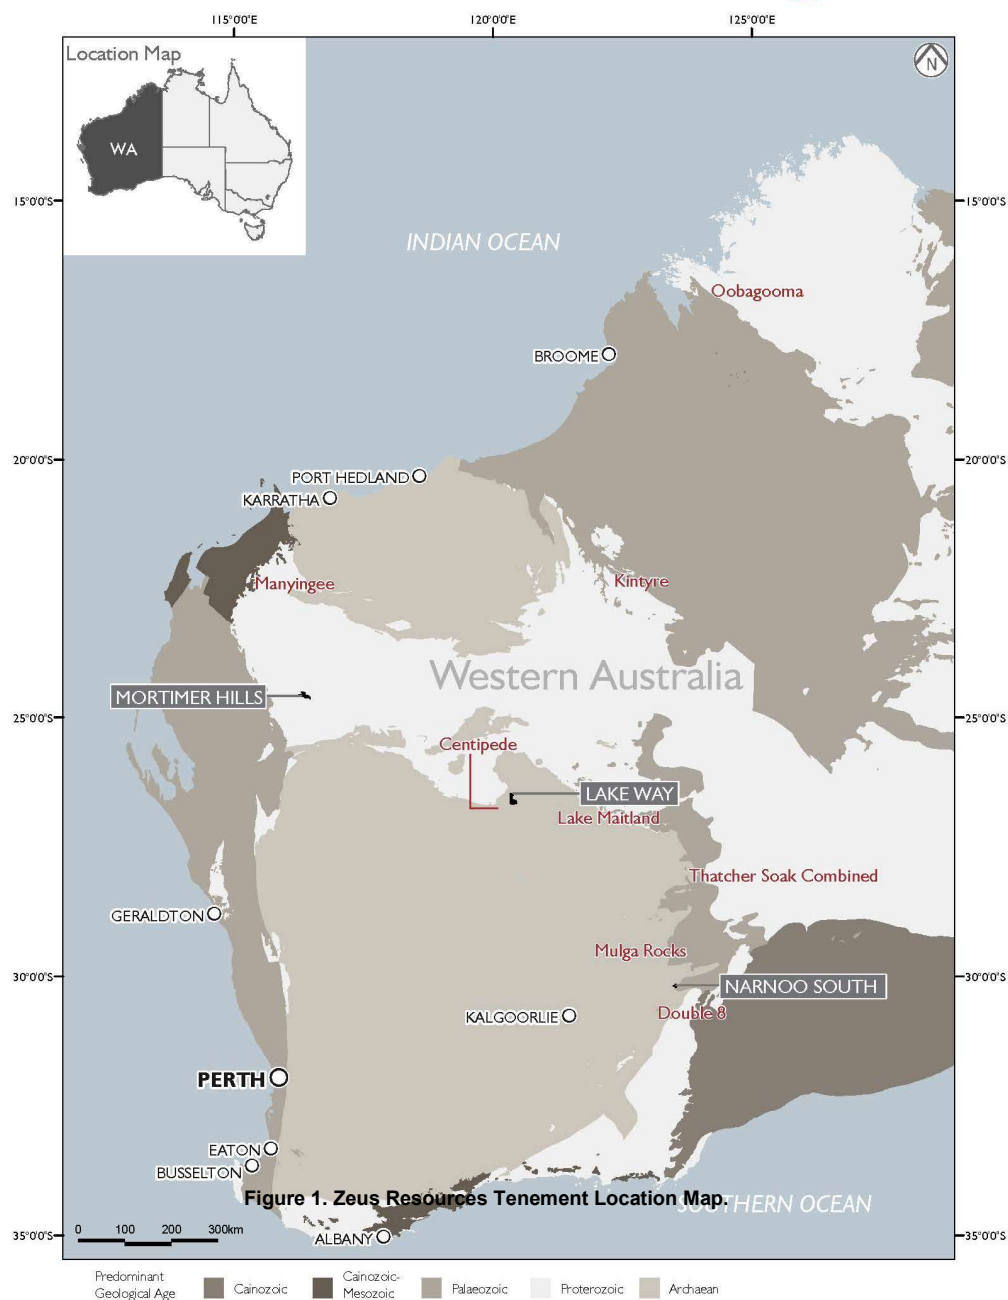 115°0'0"E
120°0'0"E
125°0'0"E
Location Map
WA
N
15°0'0"S
15°0'0"S
INDIAN OCEAN
Oobagooma
BROOME
20°0'0"S
20°0'0"S
PORT HEDLAND
KARRATHA
Manyingee
Kintyre
Western Australia
MORTIMER HILLS
25°0'0"S
25°0'0"S
Centipede
LAKE WAY
Lake Maitland
Thatcher Soak Combined
GERALDTON
Mulga Rocks
30°0'0"S
30°0'0"S
NARNOO SOUTH
Double 8
KALGOORLIE
PERTH
EATON
BUSSELTON
Figure 1. Zeus Resources Tenement Location Map.
SOUTHERN OCEAN
0 100 200 300km
ALBANY
35°0'0"S
35°0'0"S
Predominant
Geological Age
Cainozoic
Cainozoic-
Mesozoic
Palaeozoic
Proterozoic
Archaean